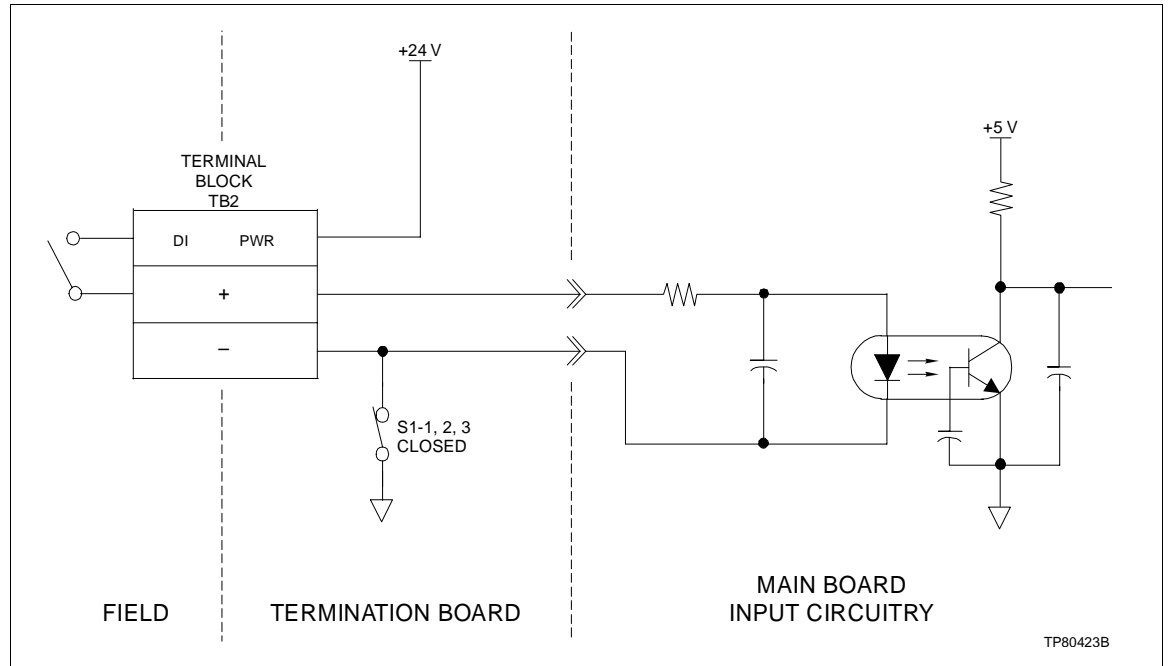 +24 V
+5 V
TERMINAL
BLOCK
TB2
DI PWR
+
–
S1-1, 2, 3
CLOSED
FIELD
TERMINATION BOARD
MAIN BOARD
INPUT CIRCUITRY
TP80423B